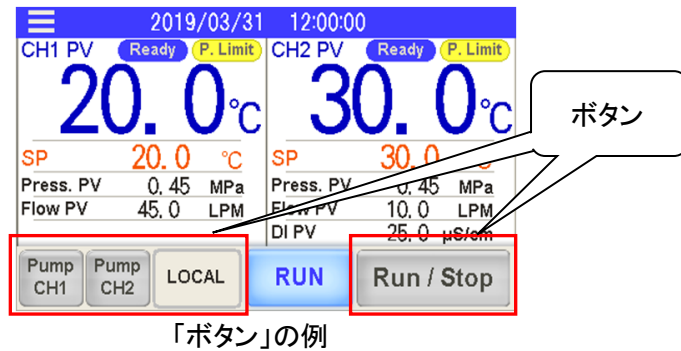 2019/03/31 12:00:00
CH1 PV Ready P. Limit CH2 PV Ready P. Limit
20. 0 ℃ 30. 0 ℃
ボタン
SP 20. 0 ℃ SP 30. 0 ℃
Press. PV 0. 45 MPa Press. PV 0. 45 MPa
Flow PV 45. 0 LPM Flow PV 10. 0 LPM
DI PV 25. 0 μS/cm
Pump CH1 Pump CH2 LOCAL RUN Run / Stop
「ボタン」の例